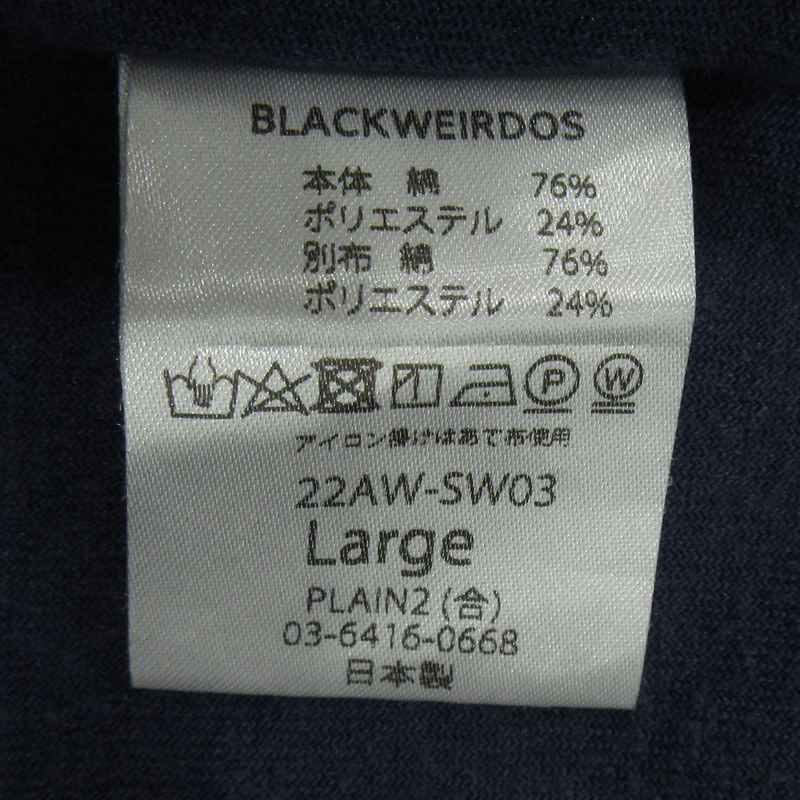 BLACKWEIRDOS
本体 綿 76%
ポリエステル 24%
別布 綿 76%
ポリエステル 24%
P W
アイロン掛けはあて布使用
22AW-SW03
Large
PLAIN2 (合)
03-6416-0668
日本製